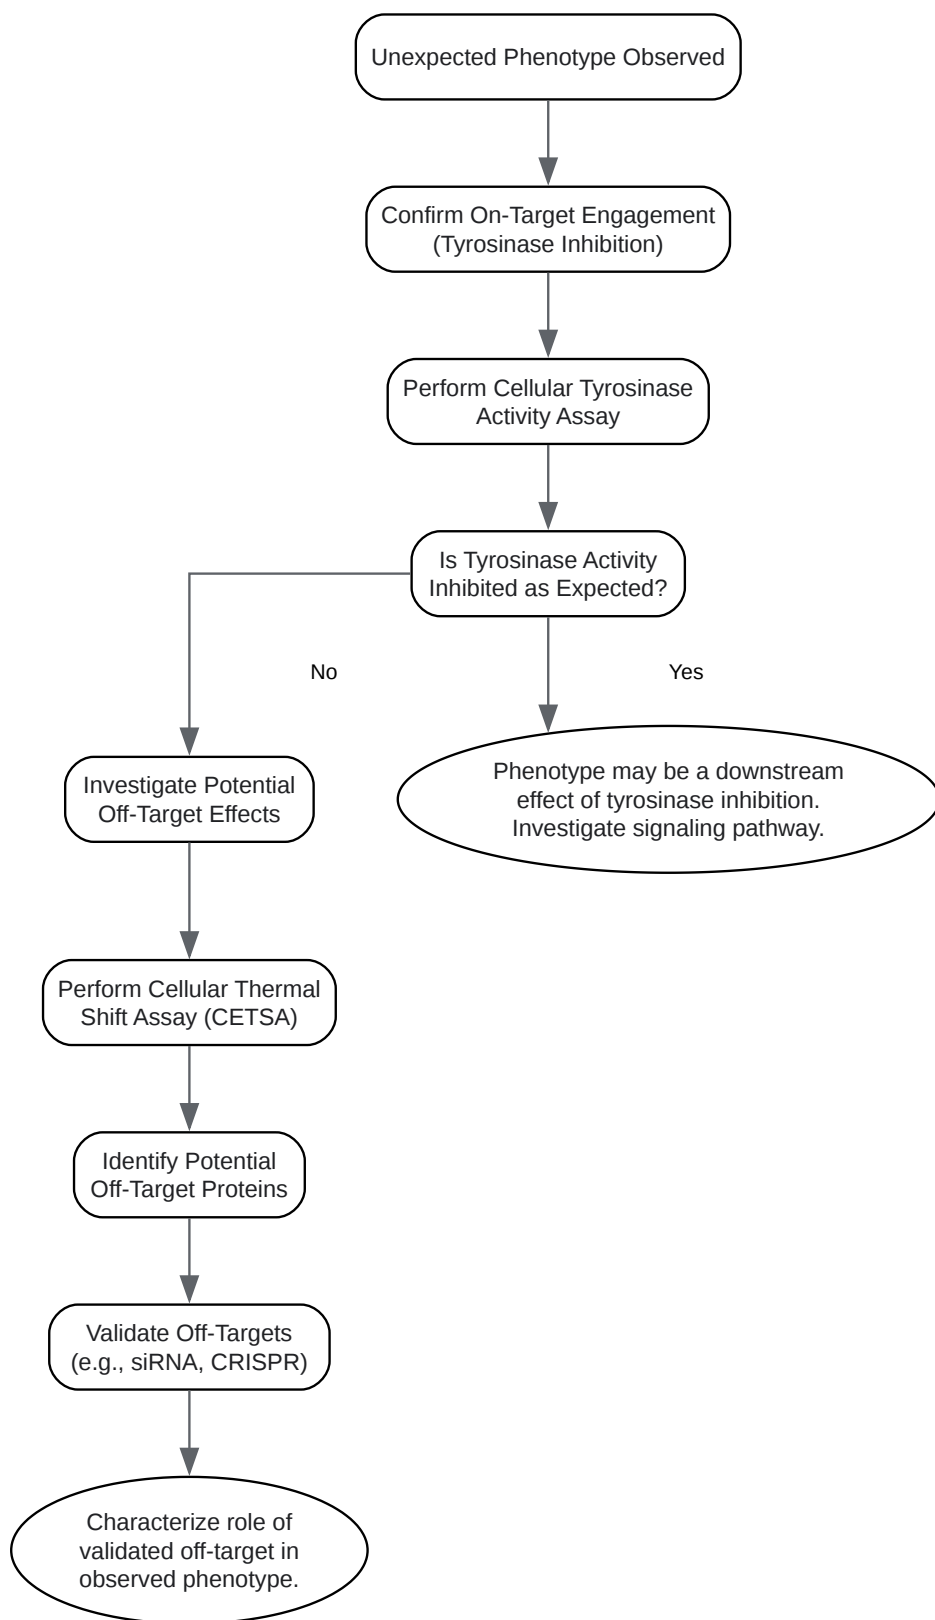 Unexpected Phenotype Observed
Confirm On-Target Engagement
(Tyrosinase Inhibition)
Perform Cellular Tyrosinase
Activity Assay
Is Tyrosinase Activity
Inhibited as Expected?
No
Yes
Investigate Potential
Off-Target Effects
Phenotype may be a downstream
effect of tyrosinase inhibition.
Investigate signaling pathway.
Perform Cellular Thermal
Shift Assay (CETSA)
Identify Potential
Off-Target Proteins
Validate Off-Targets
(e.g., siRNA, CRISPR)
Characterize role of
validated off-target in
observed phenotype.